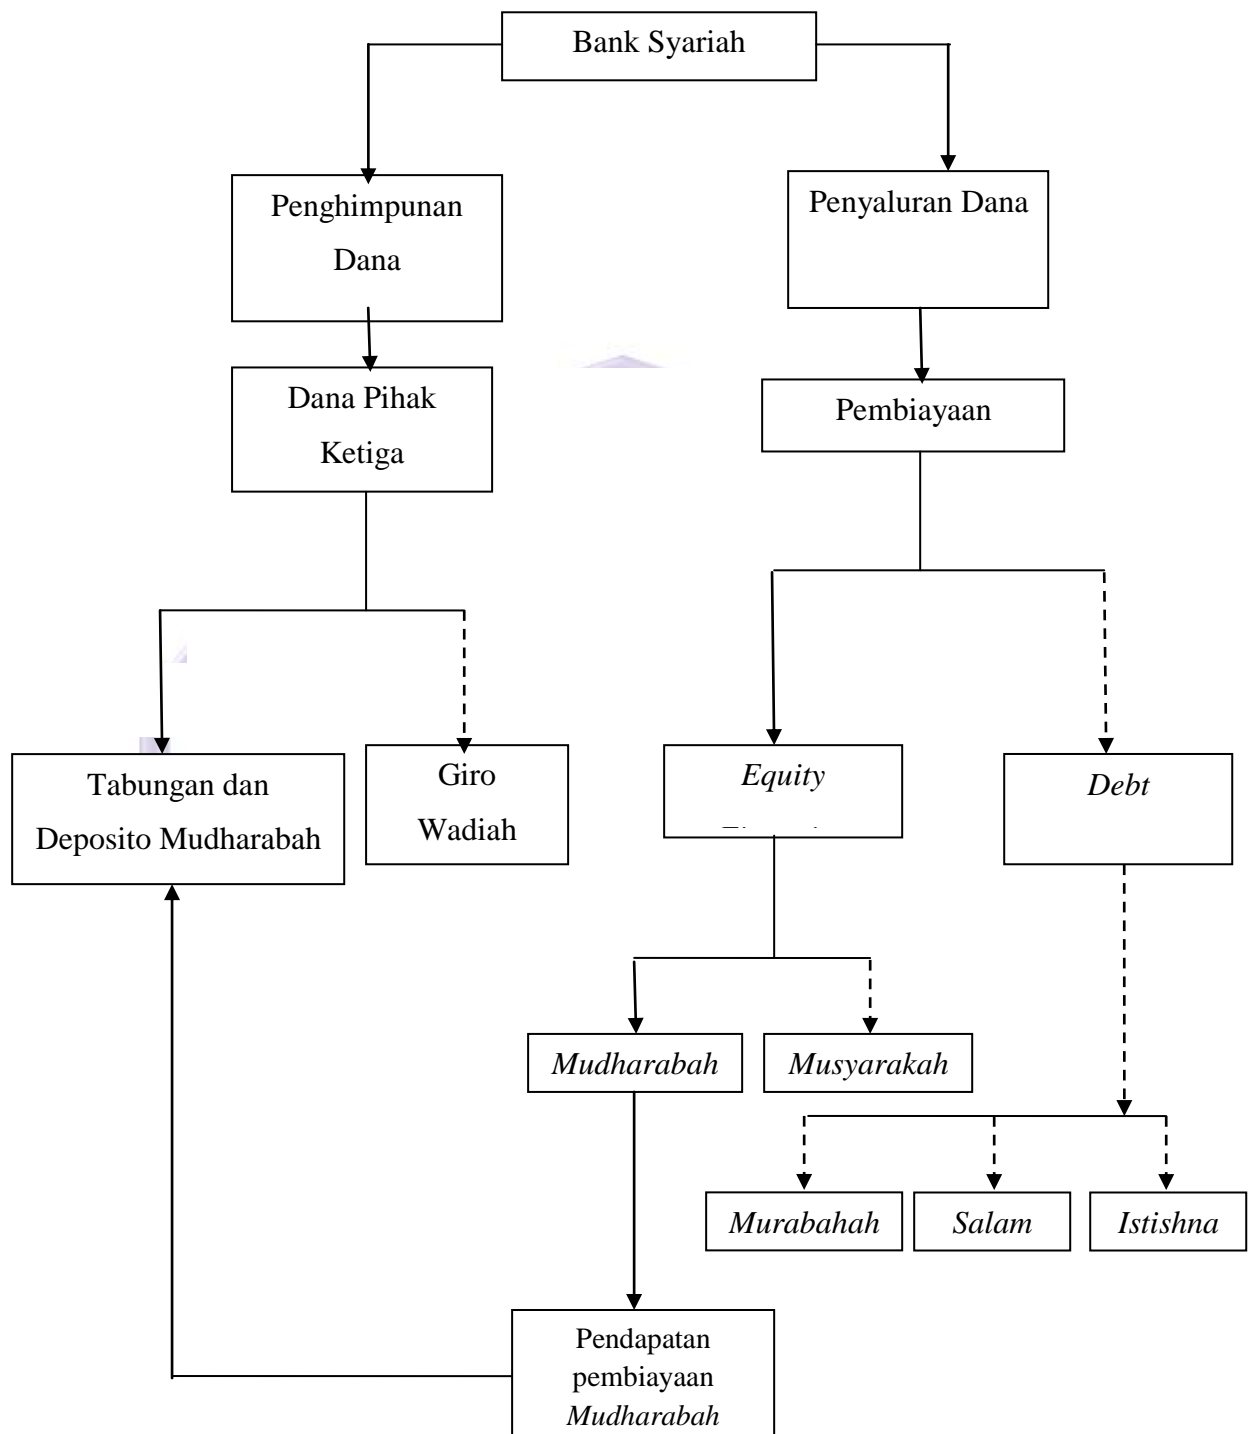 Bank Syariah
Penghimpunan
Dana
Penyaluran Dana
Dana Pihak
Ketiga
Pembiayaan
Tabungan dan
Deposito Mudharabah
Giro
Wadiah
Equity
Debt
Mudharabah
Musyarakah
Murabahah
Salam
Istishna
Pendapatan
pembiayaan
Mudharabah